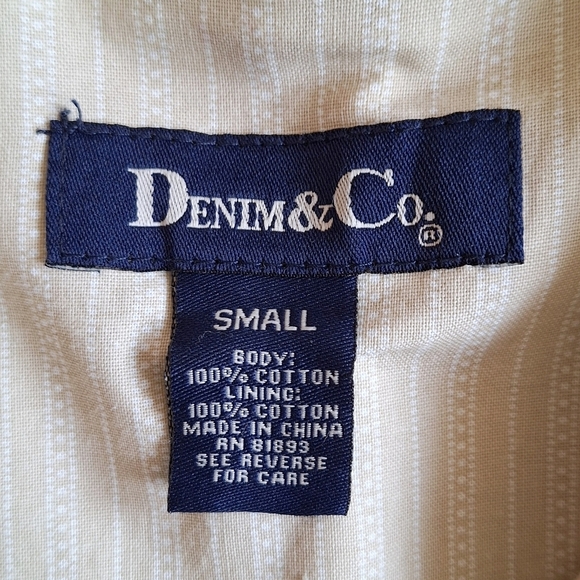 DENIM & CO.®
SMALL
BODY:
100% COTTON
LINING:
100% COTTON
MADE IN CHINA
RN 81893
SEE REVERSE
FOR CARE